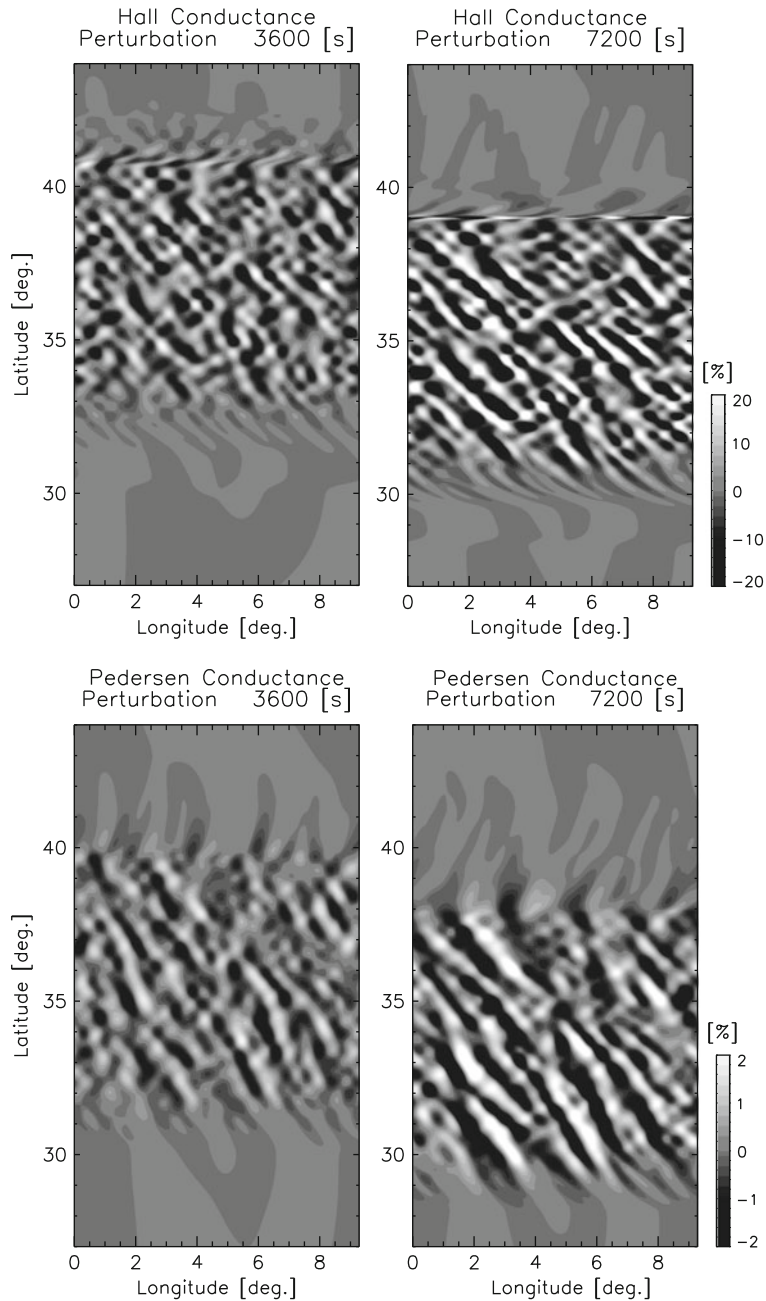 Hall Conductance
Perturbation 3600 [s]
Hall Conductance
Perturbation 7200 [s]
Latitude [deg.]
40
35
30
0 2 4 6 8
Longitude [deg.]
40
35
30
0 2 4 6 8
Longitude [deg.]
[%]
20
10
0
−10
−20
Pedersen Conductance
Perturbation 3600 [s]
Pedersen Conductance
Perturbation 7200 [s]
Latitude [deg.]
40
35
30
0 2 4 6 8
Longitude [deg.]
40
35
30
0 2 4 6 8
Longitude [deg.]
[%]
2
1
0
−1
−2